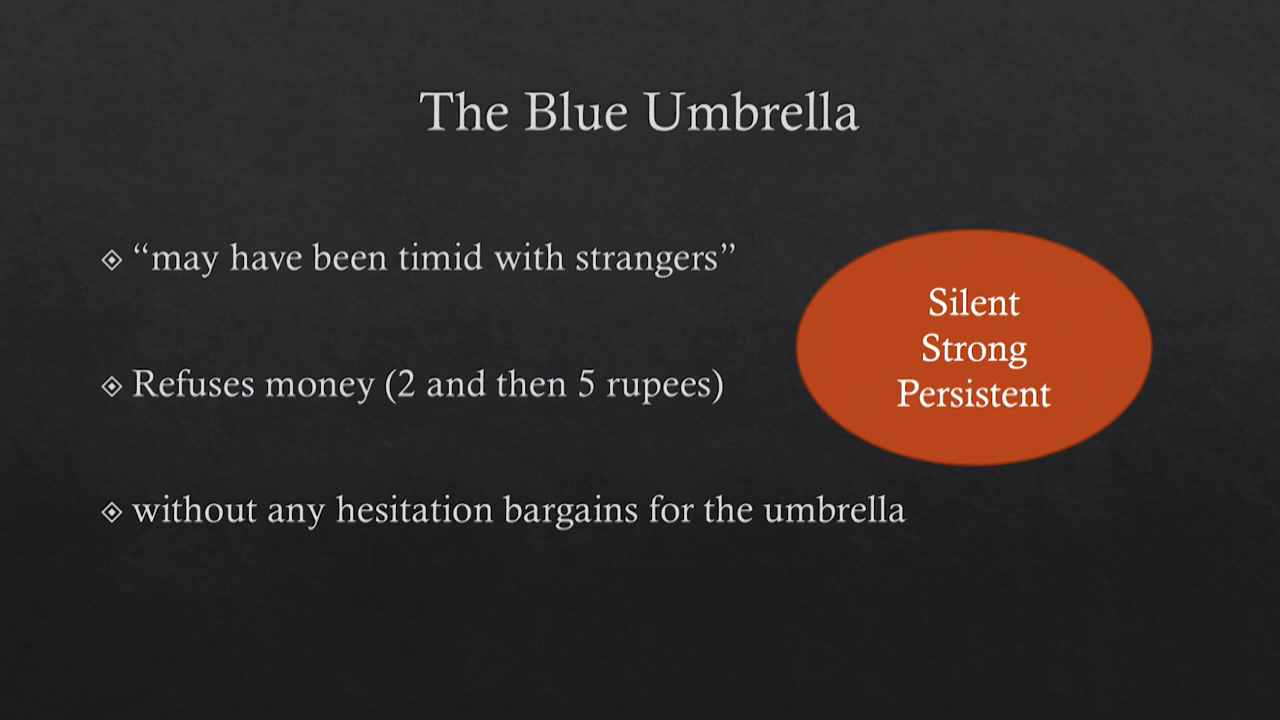 The Blue Umbrella
“may have been timid with strangers”
Refuses money (2 and then 5 rupees)
without any hesitation bargains for the umbrella
Silent
Strong
Persistent